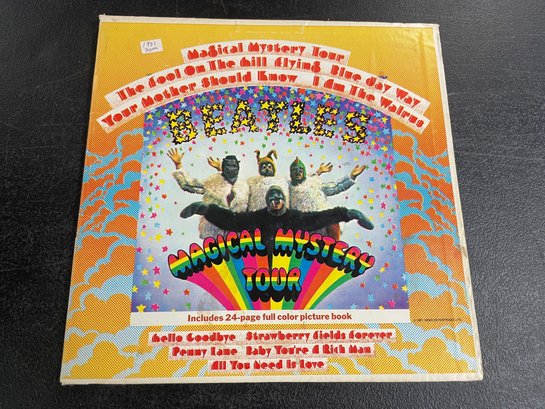 Magical Mystery Tour
The Fool On The Hill Flying Blue Jay Way
Your Mother Should Know I Am The Walrus
BEATLES
MAGICAL MYSTERY
TOUR
Includes 24-page full color picture book
Hello Goodbye Strawberry Fields Forever
Penny Lane Baby You're A Rich Man
All You Need Is Love